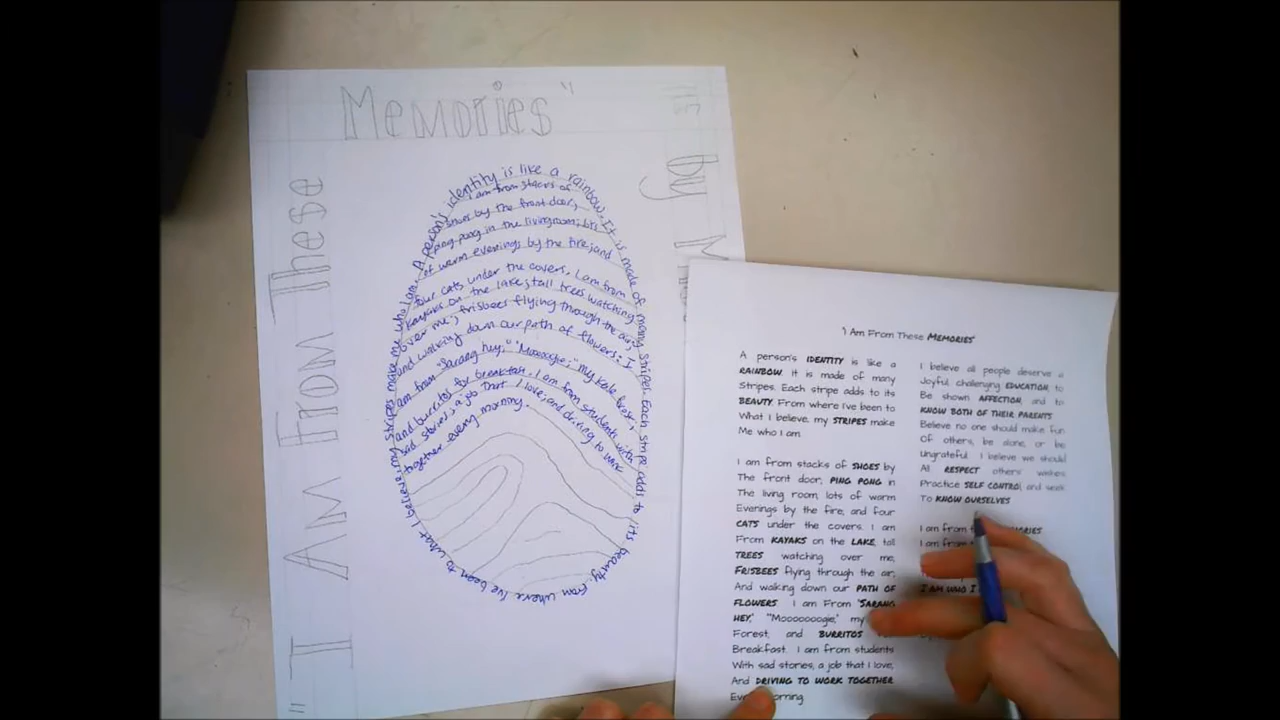 "I Am From These
Memories"
by
A person's identity is like a rainbow. It is made of many stripes. Each stripe adds to its beauty. From where I've been to what I believe, my stripes make me who I am.
I am from stacks of
shoes by the front door,
Ping-pong in the livingroom; lots
of warm evenings by the fire; and
four cats under the covers. I am from
Kayaks on the lake; tall trees watching
over me; frisbees flying through the air;
and walking down our path of flowers. I
am from "Sarang hey," "Moooogie," my
and burritos for breakfast. I am from students with
sad stories, a job that I love, and driving to work
together every morning.
"I Am From These MEMORIES"
A person's IDENTITY is like a
RAINBOW. It is made of many
Stripes. Each stripe adds to its
BEAUTY. From where I've been to
What I believe, my STRIPES make
Me who I am.
I am from stacks of SHOES by
The front door, PING PONG in
The living room, lots of warm
Evenings by the fire, and four
CATS under the covers. I am
From KAYAKS on the LAKE, tall
TREES watching over me,
FRISBEES flying through the air,
And walking down our PATH OF
FLOWERS. I am From "SARANG
HEY," "Mooooooogie," my
Forest, and BURRITOS
Breakfast. I am from students
With sad stories, a job that I love,
And DRIVING TO WORK TOGETHER
I believe all people deserve a
Joyful, challenging EDUCATION, to
Be shown AFFECTION, and to
KNOW BOTH OF THEIR PARENTS.
Believe no one should make fun
Of others, be alone, or be
Ungrateful. I believe we should
All RESPECT others' wishes
Practice SELF CONTROL, and seek
To KNOW OURSELVES.
I am from
I am from
I AM WHO I